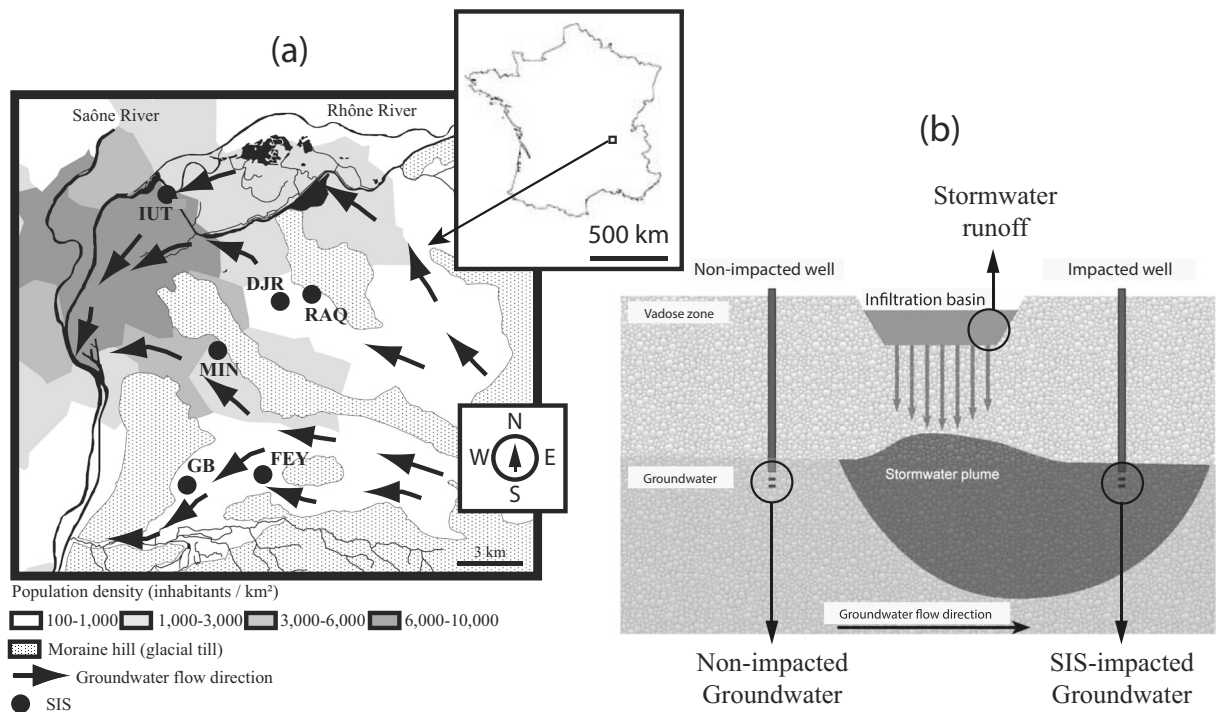 (a)
Saône River
Rhône River
IUT
DJR
RAQ
MIN
GB
FEY
500 km
N
W E
S
3 km
Population density (inhabitants / km²)
100-1,000 1,000-3,000 3,000-6,000 6,000-10,000
Moraine hill (glacial till)
Groundwater flow direction
SIS
(b)
Stormwater
runoff
Non-impacted well
Impacted well
Infiltration basin
Vadose zone
Groundwater
Stormwater plume
Groundwater flow direction
Non-impacted
Groundwater
SIS-impacted
Groundwater